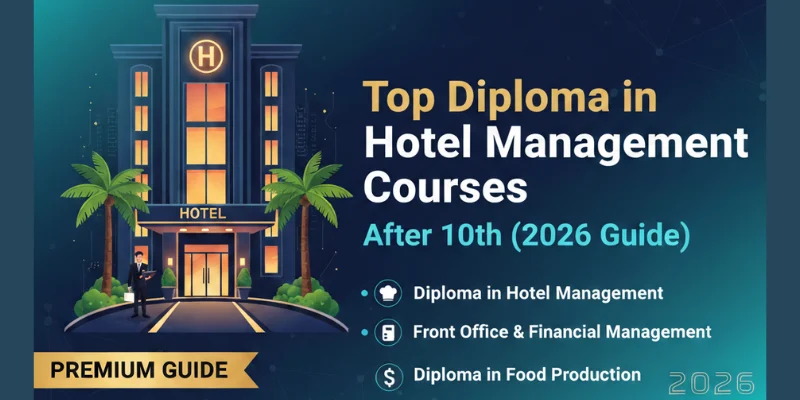 H
HOTEL
Top Diploma in
Hotel Management
Courses
After 10th (2026 Guide)
Diploma in Hotel Management
Front Office & Financial Management
$ Diploma in Food Production
PREMIUM GUIDE
2026